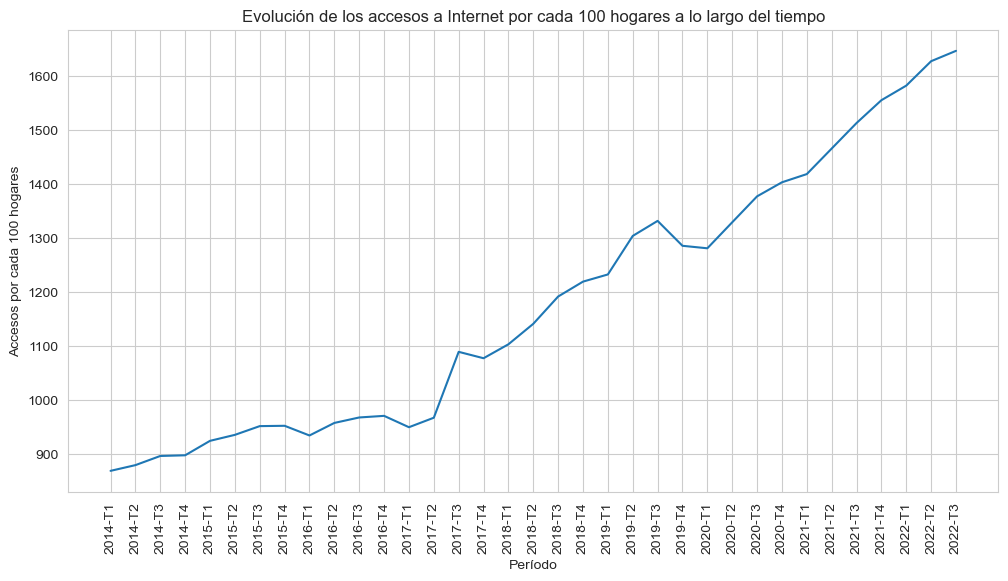 Evolución de los accesos a Internet por cada 100 hogares a lo largo del tiempo
Accesos por cada 100 hogares
1600
1500
1400
1300
1200
1100
1000
900
2014-T1
2014-T2
2014-T3
2014-T4
2015-T1
2015-T2
2015-T3
2015-T4
2016-T1
2016-T2
2016-T3
2016-T4
2017-T1
2017-T2
2017-T3
2017-T4
2018-T1
2018-T2
2018-T3
2018-T4
2019-T1
2019-T2
2019-T3
2019-T4
2020-T1
2020-T2
2020-T3
2020-T4
2021-T1
2021-T2
2021-T3
2021-T4
2022-T1
2022-T2
2022-T3
Período